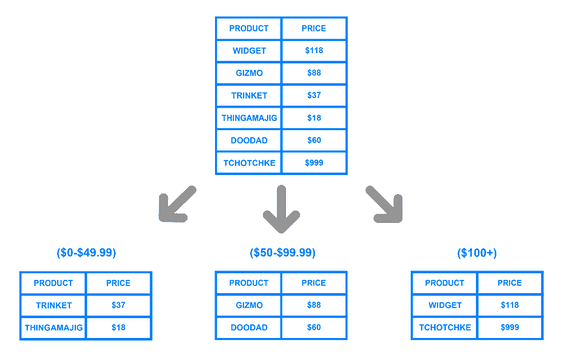 PRODUCT PRICE
WIDGET $118
GIZMO $88
TRINKET $37
THINGAMAJIG $18
DOODAD $60
TCHOTCHKE $999
($0-$49.99)
PRODUCT PRICE
TRINKET $37
THINGAMAJIG $18
($50-$99.99)
PRODUCT PRICE
GIZMO $88
DOODAD $60
($100+)
PRODUCT PRICE
WIDGET $118
TCHOTCHKE $999